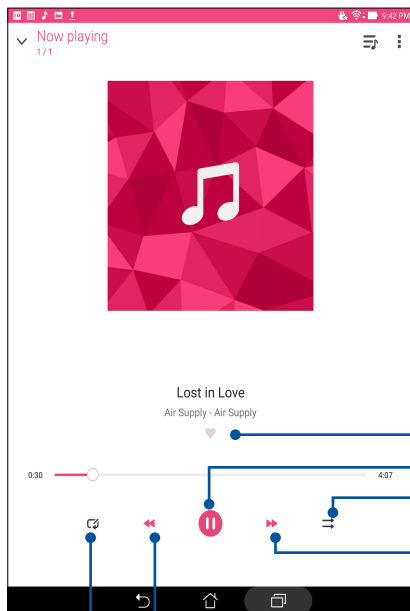 9:42 PM
Now playing
1 / 1
Lost in Love
Air Supply - Air Supply
0:30
4:07